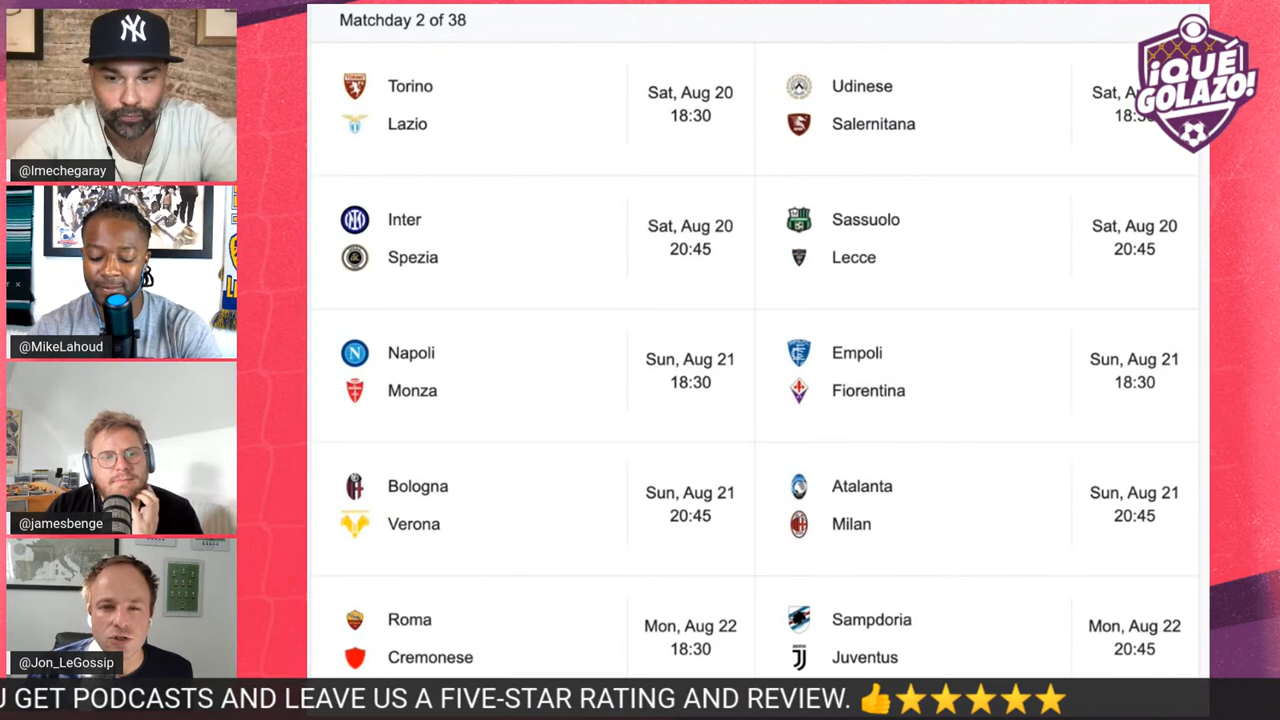 Matchday 2 of 38
¡QUÉ
GOLAZO!
Torino
Lazio
Sat, Aug 20
18:30
Udinese
Salernitana
Sat,
Inter
Spezia
Sat, Aug 20
20:45
Sassuolo
Lecce
Sat, Aug 20
20:45
Napoli
Monza
Sun, Aug 21
18:30
Empoli
Fiorentina
Sun, Aug 21
18:30
Bologna
Verona
Sun, Aug 21
20:45
Atalanta
Milan
Sun, Aug 21
20:45
Roma
Cremonese
Mon, Aug 22
18:30
Sampdoria
Juventus
Mon, Aug 22
20:45
@lmechegaray
@MikeLahoud
@jamesbenge
@Jon_LeGossip
GET PODCASTS AND LEAVE US A FIVE-STAR RATING AND REVIEW. 👍⭐⭐⭐⭐⭐